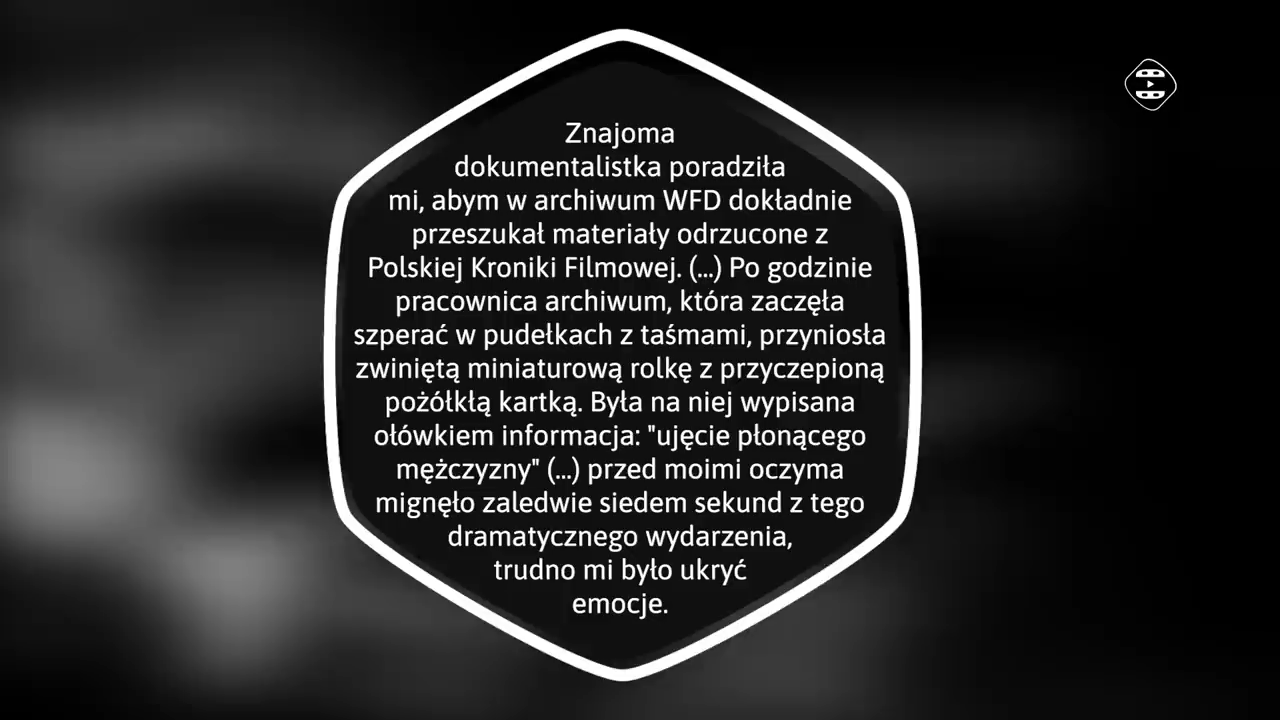 Znajoma
dokumentalistka poradziła
mi, abym w archiwum WFD dokładnie
przeszukał materiały odrzucone z
Polskiej Kroniki Filmowej. (...) Po godzinie
pracownica archiwum, która zaczęła
szperać w pudełkach z taśmami, przyniosła
zwiniętą miniaturową rolkę z przyczepioną
pożółkłą kartką. Była na niej wypisana
ołówkiem informacja: "ujęcie płonącego
mężczyzny" (...) przed moimi oczyma
mignęło zaledwie siedem sekund z tego
dramatycznego wydarzenia,
trudno mi było ukryć
emocje.